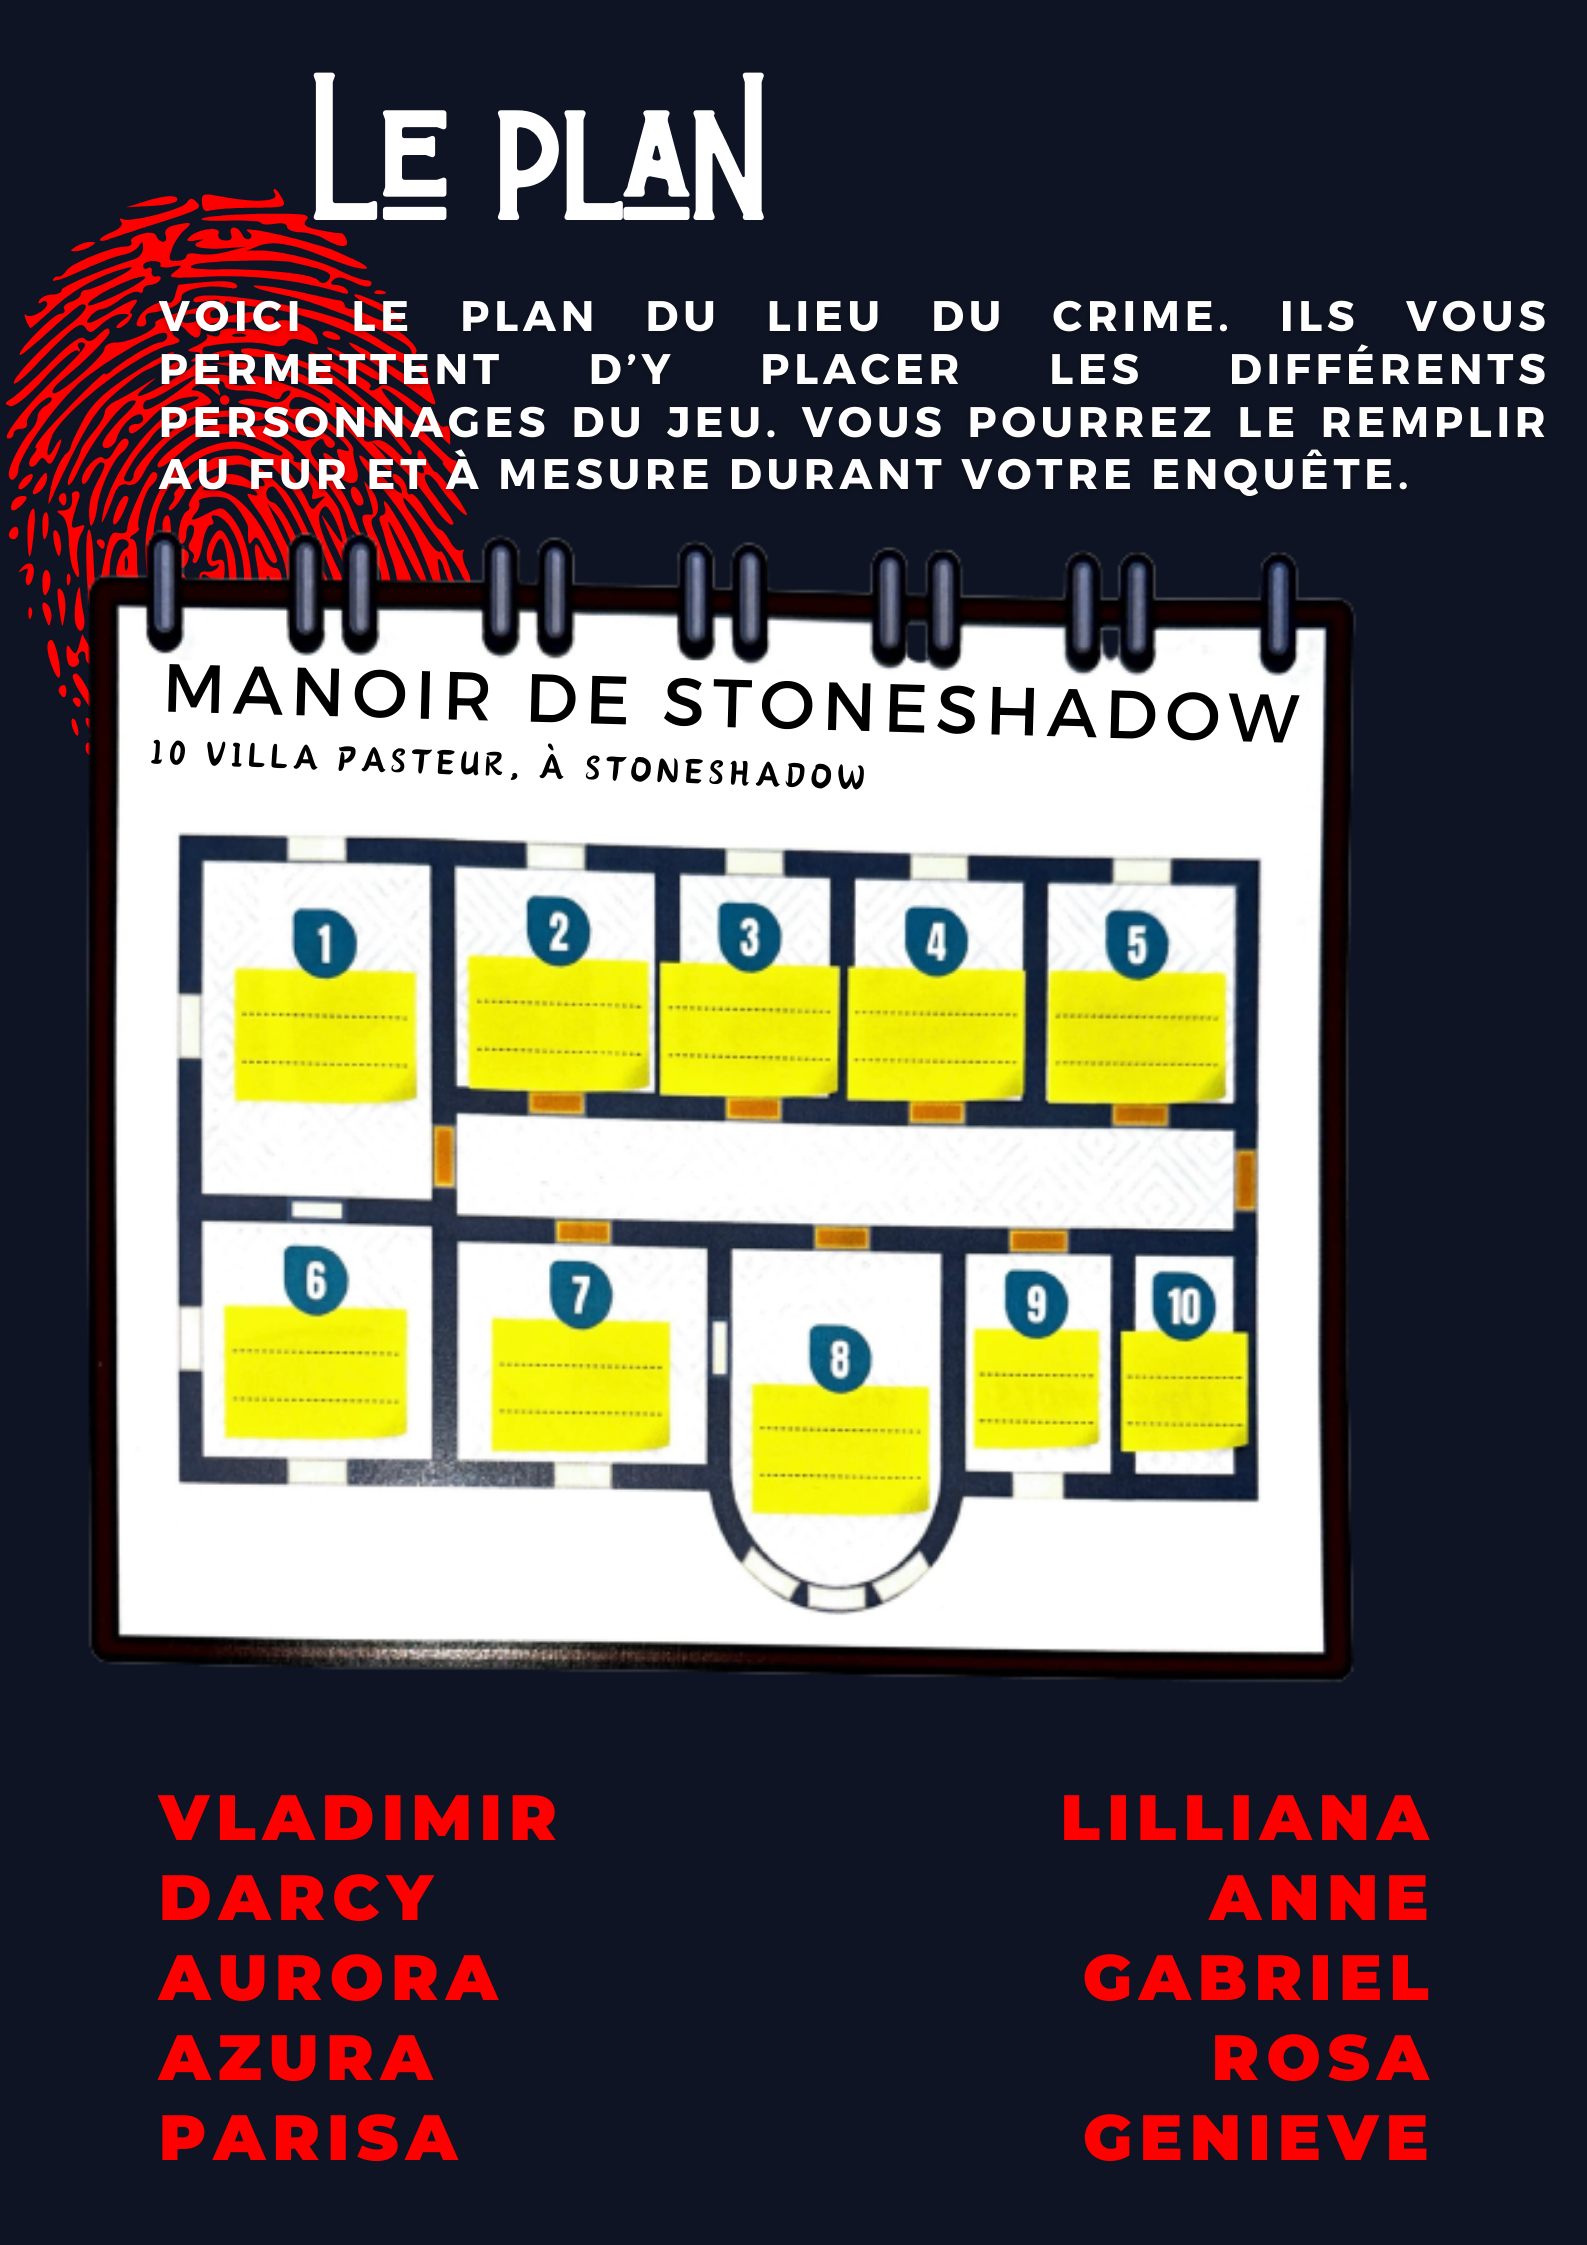 Le plan
VOICI LE PLAN DU LIEU DU CRIME. ILS VOUS
PERMETTENT D’Y PLACER LES DIFFÉRENTS
PERSONNAGES DU JEU. VOUS POURREZ LE REMPLIR
AU FUR ET À MESURE DURANT VOTRE ENQUÊTE.
MANOIR DE STONESHADOW
10 VILLA PASTEUR, À STONESHADOW
1
2
3
4
5
6
7
8
9
10
VLADIMIR
DARCY
AURORA
AZURA
PARISA
LILLIANA
ANNE
GABRIEL
ROSA
GENIEVE